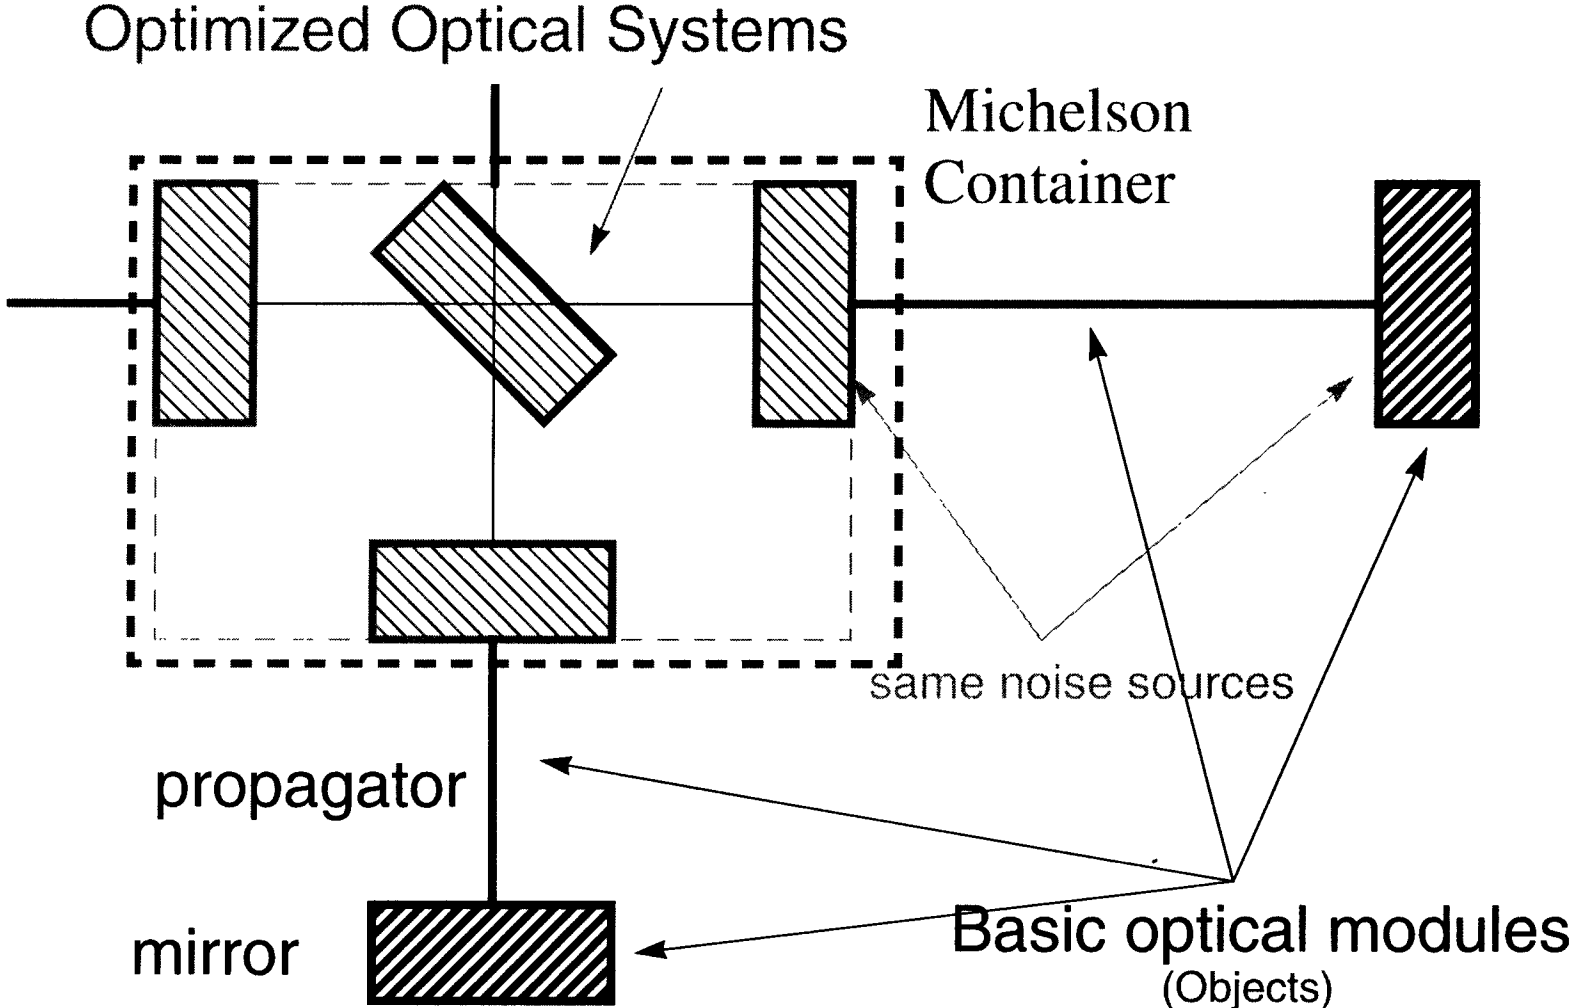 Optimized Optical Systems
Michelson
Container
same noise sources
propagator
mirror
Basic optical modules
(Objects)